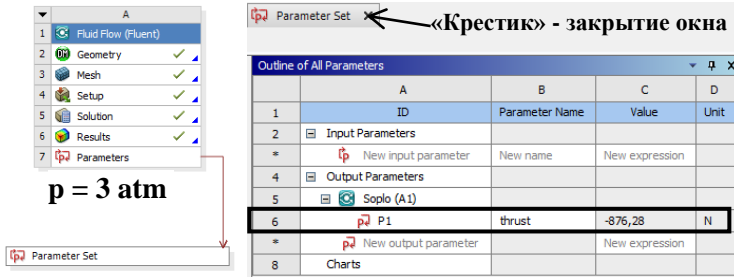 A
1 Fluid Flow (Fluent)
2 Geometry
3 Mesh
4 Setup
5 Solution
6 Results
7 Parameters
p = 3 atm
Parameter Set
Parameter Set
«Крестик» - закрытие окна
Outline of All Parameters
A B C D
1 ID Parameter Name Value Unit
2 Input Parameters
* New input parameter New name New expression
4 Output Parameters
5 Soplo (A1)
6 P1 thrust -876,28 N
* New output parameter New expression
8 Charts